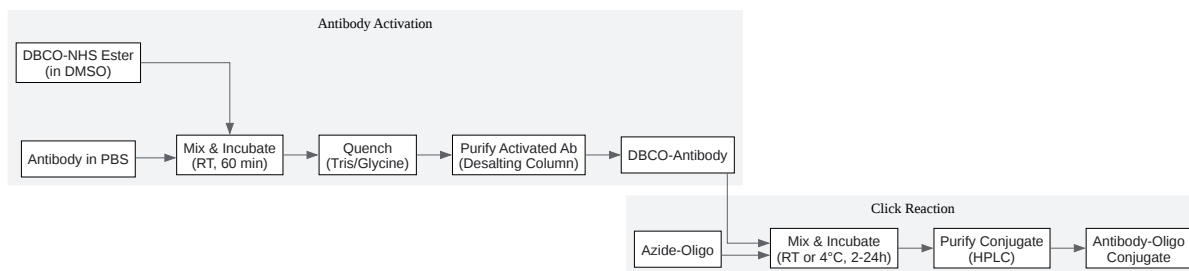 Antibody Activation
DBCO-NHS Ester
(in DMSO)
Antibody in PBS
Mix & Incubate
(RT, 60 min)
Quench
(Tris/Glycine)
Purify Activated Ab
(Desalting Column)
DBCO-Antibody
Click Reaction
Azide-Oligo
Mix & Incubate
(RT or 4°C, 2-24h)
Purify Conjugate
(HPLC)
Antibody-Oligo
Conjugate